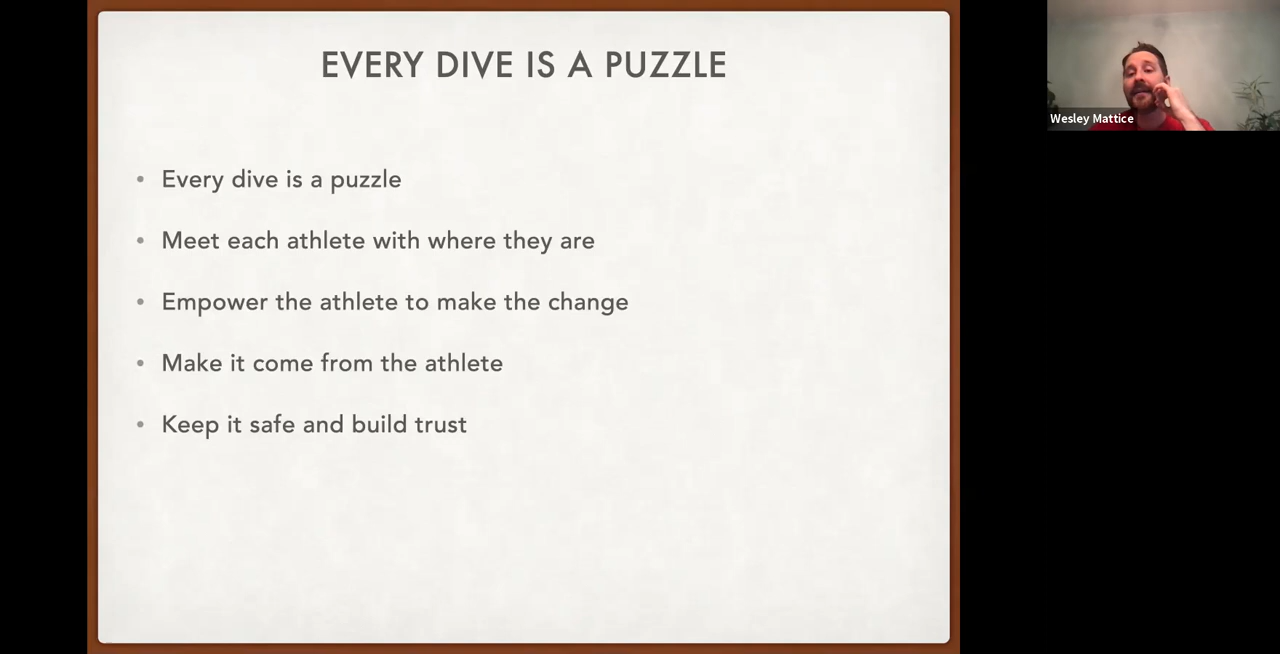 EVERY DIVE IS A PUZZLE
• Every dive is a puzzle
• Meet each athlete with where they are
• Empower the athlete to make the change
• Make it come from the athlete
• Keep it safe and build trust
Wesley Mattice